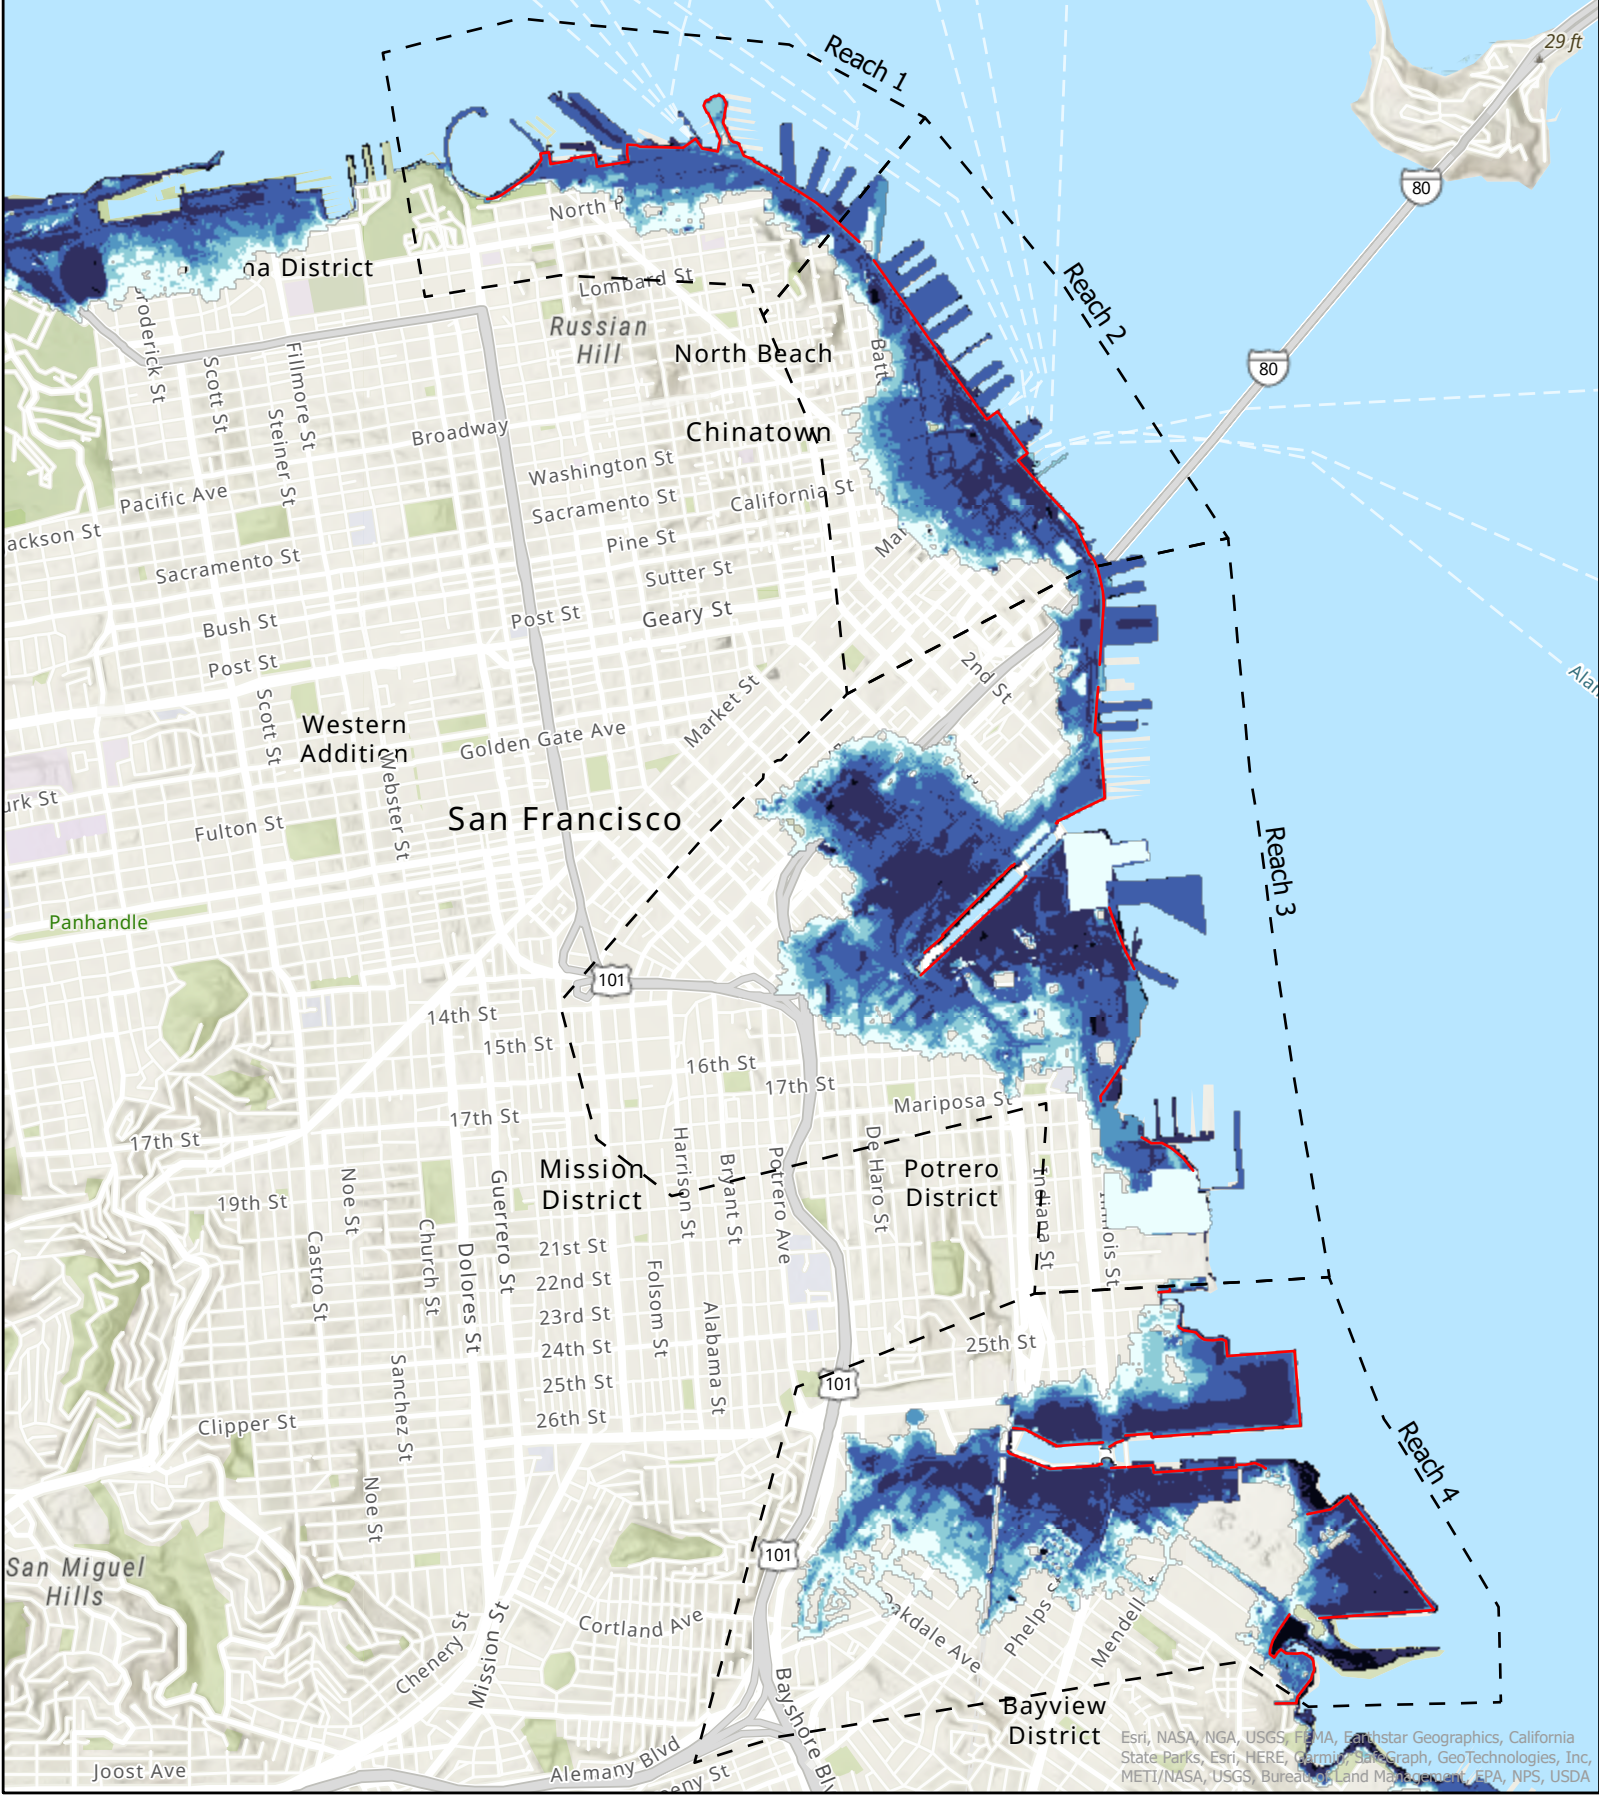 29 ft
Reach 1
80
North P
na District
Lombard St
Reach 2
Russian
Hill
North Beach
Broderick St
Scott St
Fillmore St
Steiner St
Batt
80
Broadway
Chinatown
Washington St
Pacific Ave
Sacramento St
California St
ackson St
Pine St
Mar
Sacramento St
Sutter St
Bush St
Post St
Geary St
Post St
2nd St
Alan
Scott St
Market St
Western
Addition
Golden Gate Ave
Webster St
urk St
Fulton St
San Francisco
Reach 3
Panhandle
101
14th St
15th St
16th St
17th St
Mariposa St
17th St
17th St
Mission
District
Harrison St
Bryant St
Potrero Ave
De Haro St
Potrero
District
Indiana St
Illinois St
19th St
Noe St
Guerrero St
Castro St
Church St
Dolores St
21st St
22nd St
23rd St
24th St
25th St
26th St
Folsom St
Alabama St
25th St
101
Sanchez St
Clipper St
Noe St
Reach 4
101
San Miguel
Hills
Cortland Ave
Oakdale Ave
Phelps
Mendell
Chenery St
Mission St
Bayshore Blv
Bayview
District
Joost Ave
Alemany Blvd
eny St
Esri, NASA, NGA, USGS, FEMA, Earthstar Geographics, California
State Parks, Esri, HERE, Garmin, SafeGraph, GeoTechnologies, Inc,
METI/NASA, USGS, Bureau of Land Management, EPA, NPS, USDA